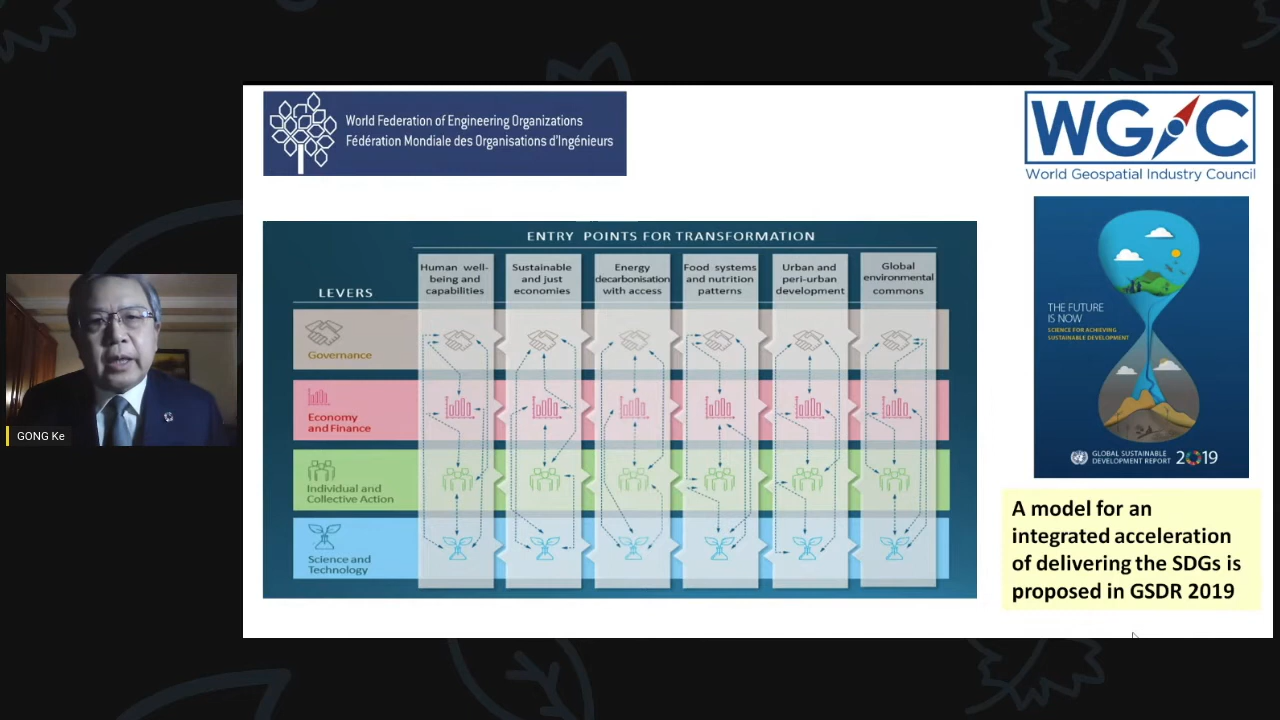 World Federation of Engineering Organizations
Fédération Mondiale des Organisations d'Ingénieurs
WGIC
World Geospatial Industry Council
ENTRY POINTS FOR TRANSFORMATION
LEVERS
Human well-
being and
capabilities
Sustainable
and just
economies
Energy
decarbonisation
with access
Food systems
and nutrition
patterns
Urban and
peri-urban
development
Global
environmental
commons
Governance
Economy
and Finance
Individual and
Collective Action
Science and
Technology
THE FUTURE
IS NOW
SCIENCE FOR ACHIEVING
SUSTAINABLE DEVELOPMENT
GLOBAL SUSTAINABLE
DEVELOPMENT REPORT 2019
A model for an
integrated acceleration
of delivering the SDGs is
proposed in GSDR 2019
GONG Ke